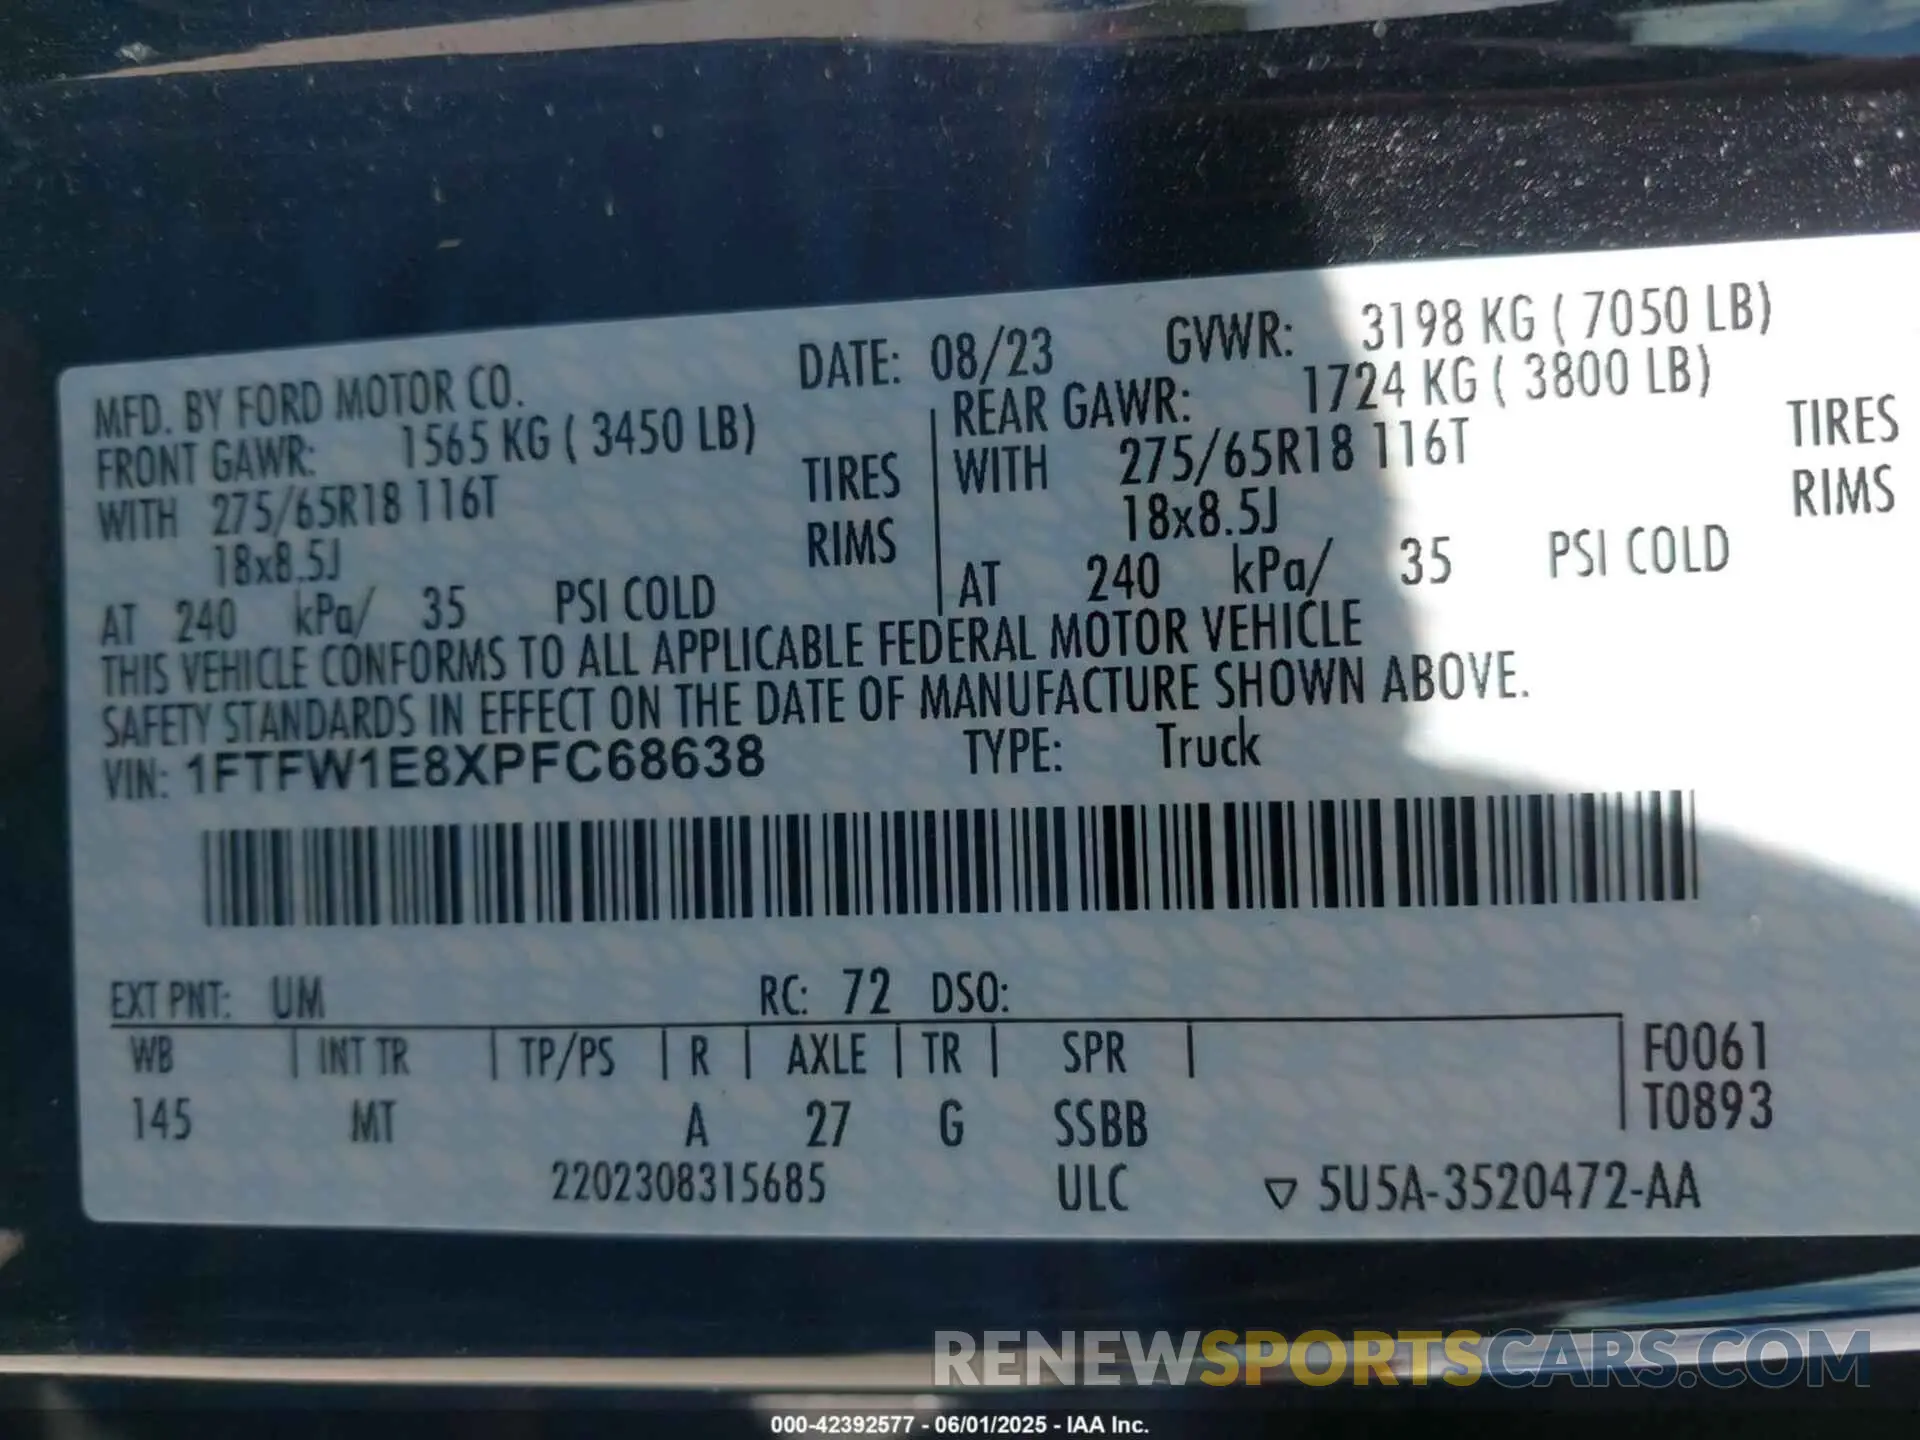 MFD. BY FORD MOTOR CO. DATE: 08/23 GVWR: 3198 KG ( 7050 LB)
FRONT GAWR: 1565 KG ( 3450 LB) REAR GAWR: 1724 KG ( 3800 LB)
WITH 275/65R18 116T TIRES WITH 275/65R18 116T TIRES
18x8.5J RIMS 18x8.5J RIMS
AT 240 kPa/ 35 PSI COLD AT 240 kPa/ 35 PSI COLD
THIS VEHICLE CONFORMS TO ALL APPLICABLE FEDERAL MOTOR VEHICLE
SAFETY STANDARDS IN EFFECT ON THE DATE OF MANUFACTURE SHOWN ABOVE.
VIN: 1FTFW1E8XPFC68638 TYPE: Truck
EXT PNT: UM RC: 72 DSO:
WB INT TR TP/PS R AXLE TR SPR F0061
145 MT A 27 G SSBB T0893
2202308315685 ULC ▽ 5U5A-3520472-AA
RENEWSPORTSCARS.COM
000-42392577 - 06/01/2025 - IAA Inc.